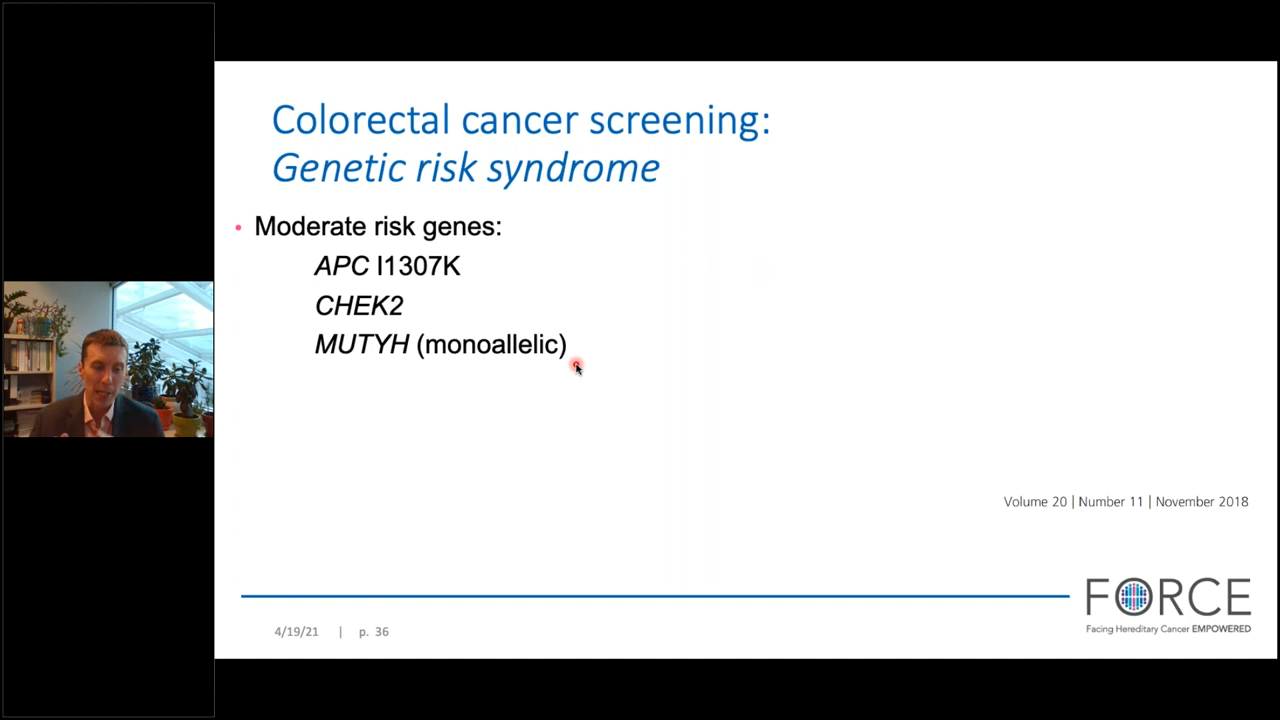 Colorectal cancer screening:
Genetic risk syndrome
• Moderate risk genes:
APC I1307K
CHEK2
MUTYH (monoallelic)
Volume 20 | Number 11 | November 2018
FORCE
Facing Hereditary Cancer EMPOWERED
4/19/21 | p. 36